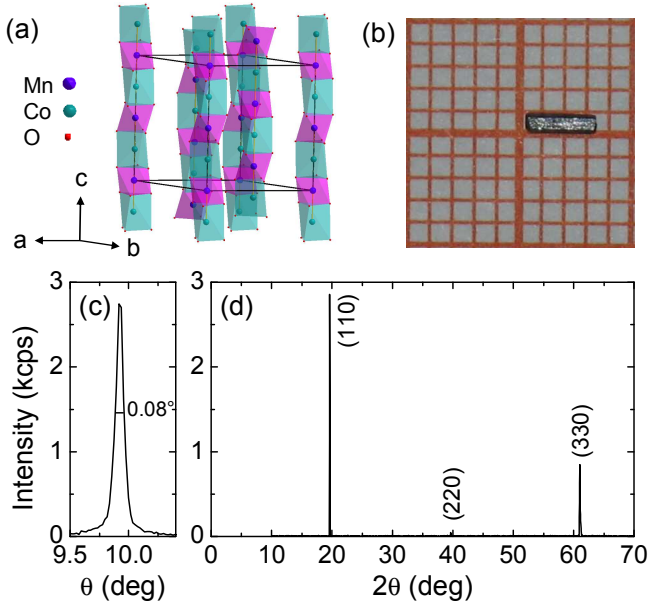 (a)
Mn
Co
O
c
a
b
(b)
(c)
(d)
Intensity (kcps)
3
2
1
0
0.08°
9.5
10.0
θ (deg)
3
2
1
0
(110)
(220)
(330)
0
10
20
30
40
50
60
70
2θ (deg)